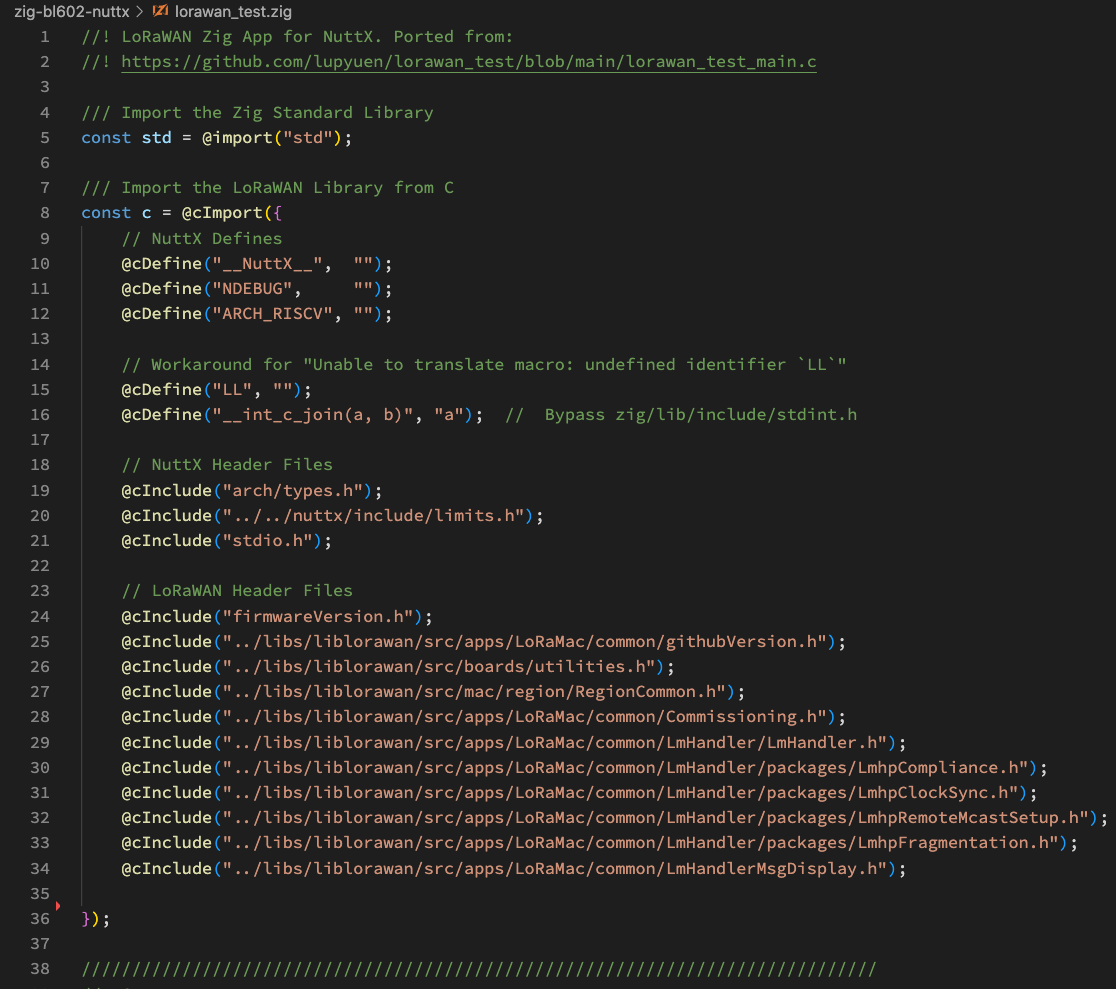 zig-bl602-nuttx > lorawan_test.zig
1 //! LoRaWAN Zig App for NuttX. Ported from:
2 //! https://github.com/lupyuen/lorawan_test/blob/main/lorawan_test_main.c
3
4 /// Import the Zig Standard Library
5 const std = @import("std");
6
7 /// Import the LoRaWAN Library from C
8 const c = @cImport({
9     // NuttX Defines
10     @cDefine("__NuttX__",  "");
11     @cDefine("NDEBUG",     "");
12     @cDefine("ARCH_RISCV", "");
13
14     // Workaround for "Unable to translate macro: undefined identifier `LL`"
15     @cDefine("LL", "");
16     @cDefine("__int_c_join(a, b)", "a");  //  Bypass zig/lib/include/stdint.h
17
18     // NuttX Header Files
19     @cInclude("arch/types.h");
20     @cInclude("../../nuttx/include/limits.h");
21     @cInclude("stdio.h");
22
23     // LoRaWAN Header Files
24     @cInclude("firmwareVersion.h");
25     @cInclude("../libs/liblorawan/src/apps/LoRaMac/common/githubVersion.h");
26     @cInclude("../libs/liblorawan/src/boards/utilities.h");
27     @cInclude("../libs/liblorawan/src/mac/region/RegionCommon.h");
28     @cInclude("../libs/liblorawan/src/apps/LoRaMac/common/Commissioning.h");
29     @cInclude("../libs/liblorawan/src/apps/LoRaMac/common/LmHandler/LmHandler.h");
30     @cInclude("../libs/liblorawan/src/apps/LoRaMac/common/LmHandler/packages/LmhpCompliance.h");
31     @cInclude("../libs/liblorawan/src/apps/LoRaMac/common/LmHandler/packages/LmhpClockSync.h");
32     @cInclude("../libs/liblorawan/src/apps/LoRaMac/common/LmHandler/packages/LmhpRemoteMcastSetup.h");
33     @cInclude("../libs/liblorawan/src/apps/LoRaMac/common/LmHandler/packages/LmhpFragmentation.h");
34     @cInclude("../libs/liblorawan/src/apps/LoRaMac/common/LmHandlerMsgDisplay.h");
35
36 });
37
38 ///////////////////////////////////////////////////////////////////////////////